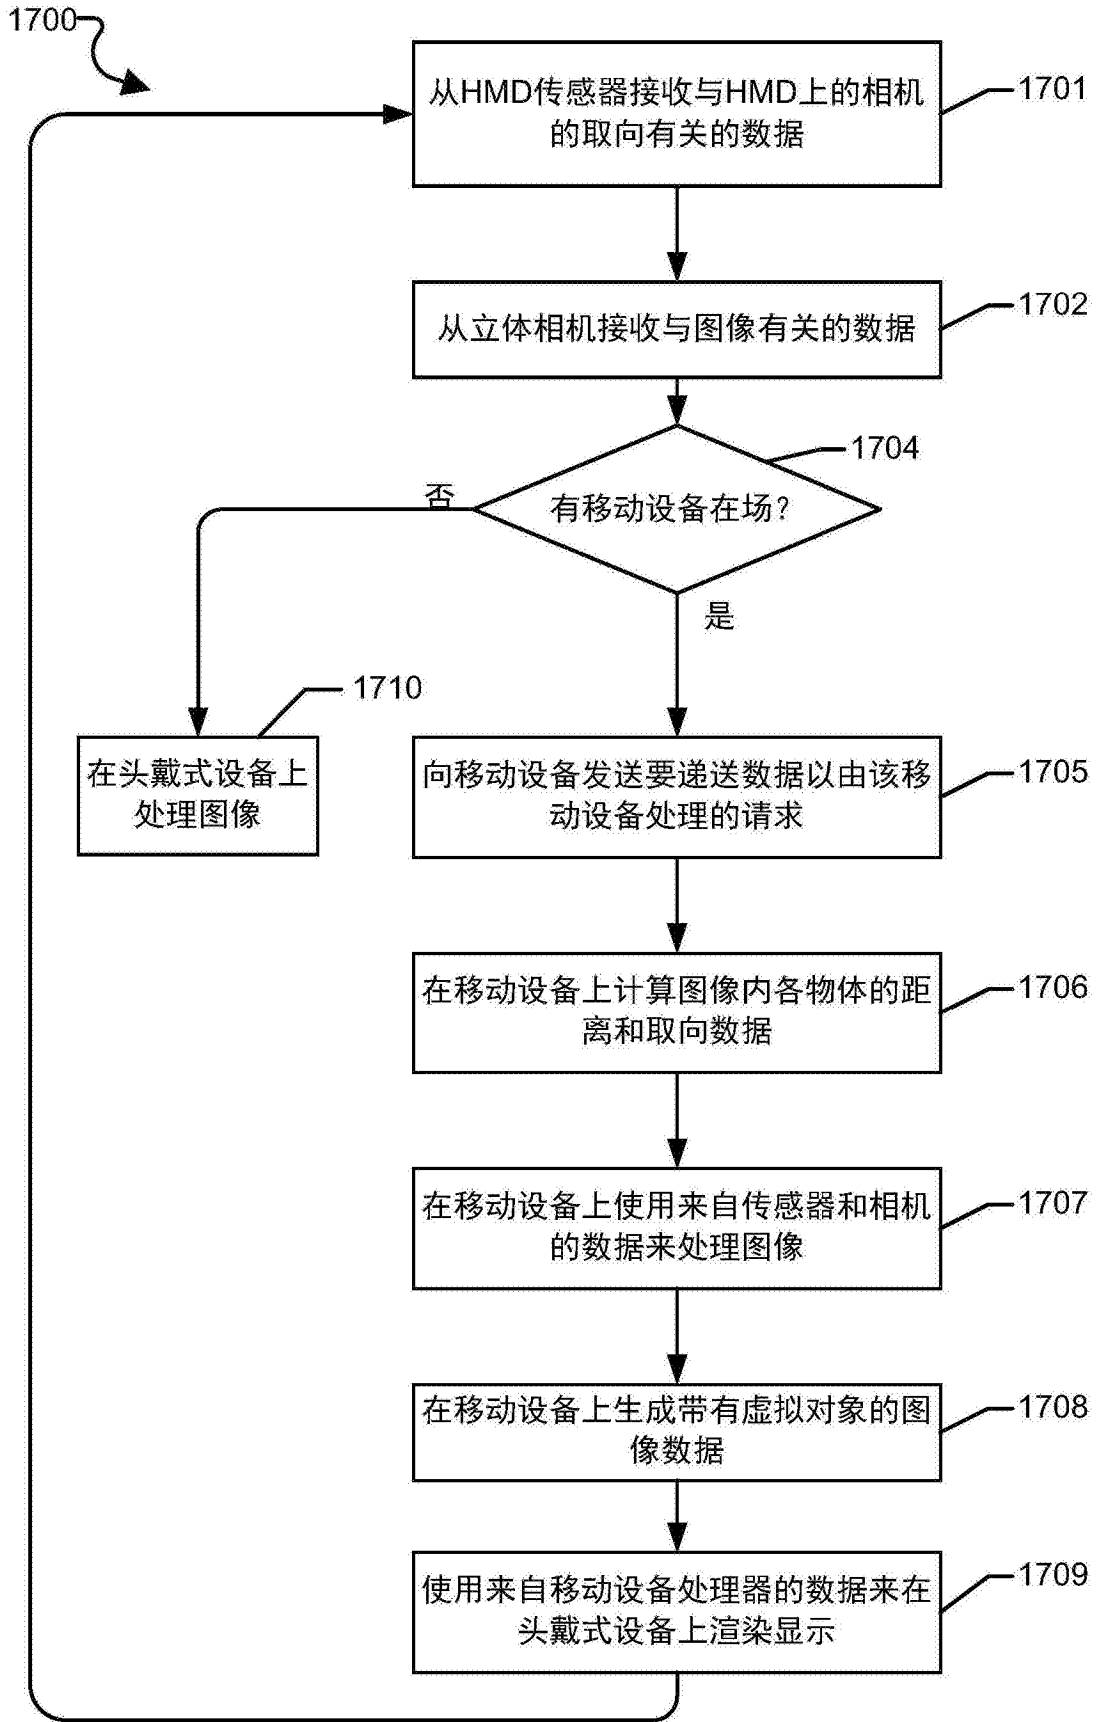 1700
从HMD传感器接收与HMD上的相机
的取向有关的数据
1701
从立体相机接收与图像有关的数据
1702
有移动设备在场?
1704
否
是
在头戴式设备上
处理图像
1710
向移动设备发送要递送数据以由该移
动设备处理的请求
1705
在移动设备上计算图像内各物体的距
离和取向数据
1706
在移动设备上使用来自传感器和相机
的数据来处理图像
1707
在移动设备上生成带有虚拟对象的图
像数据
1708
使用来自移动设备处理器的数据来在
头戴式设备上渲染显示
1709